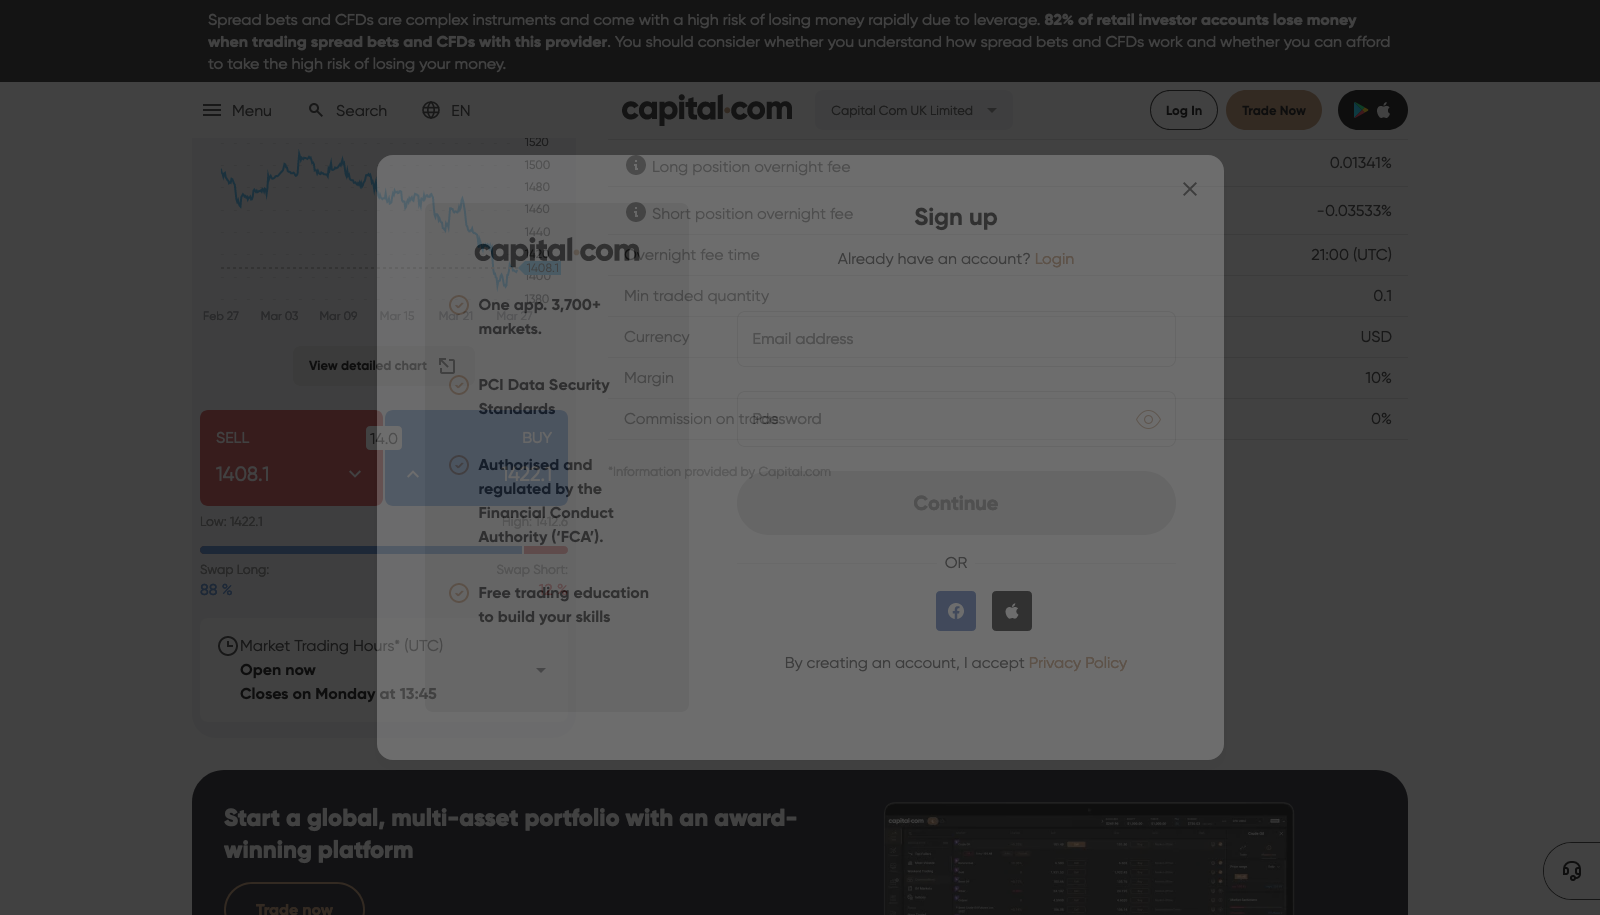 Spread bets and CFDs are complex instruments and come with a high risk of losing money rapidly due to leverage. 82% of retail investor accounts lose money
when trading spread bets and CFDs with this provider. You should consider whether you understand how spread bets and CFDs work and whether you can afford
to take the high risk of losing your money.
Menu
Search
EN
capital.com
Capital Com UK Limited
Log In
Trade Now
1520
1500
1480
1460
1440
1408.1
1400
1380
Feb 27
Mar 03
Mar 09
Mar 15
Mar 21
Mar 27
View detailed chart
SELL
1408.1
14.0
BUY
1422.1
Low: 1422.1
High: 1412.6
Swap Long:
88 %
Swap Short:
12 %
Market Trading Hours* (UTC)
Open now
Closes on Monday at 13:45
Long position overnight fee
0.01341%
Short position overnight fee
-0.03533%
Overnight fee time
21:00 (UTC)
Min traded quantity
0.1
Currency
USD
Margin
10%
Commission on trade
0%
*Information provided by Capital.com
capital.com
One app. 3,700+
markets.
PCI Data Security
Standards
Authorised and
regulated by the
Financial Conduct
Authority (‘FCA’).
Free trading education
to build your skills
Sign up
Already have an account? Login
Email address
Password
Continue
OR
By creating an account, I accept Privacy Policy
Start a global, multi-asset portfolio with an award-
winning platform
Trade now
capital.com